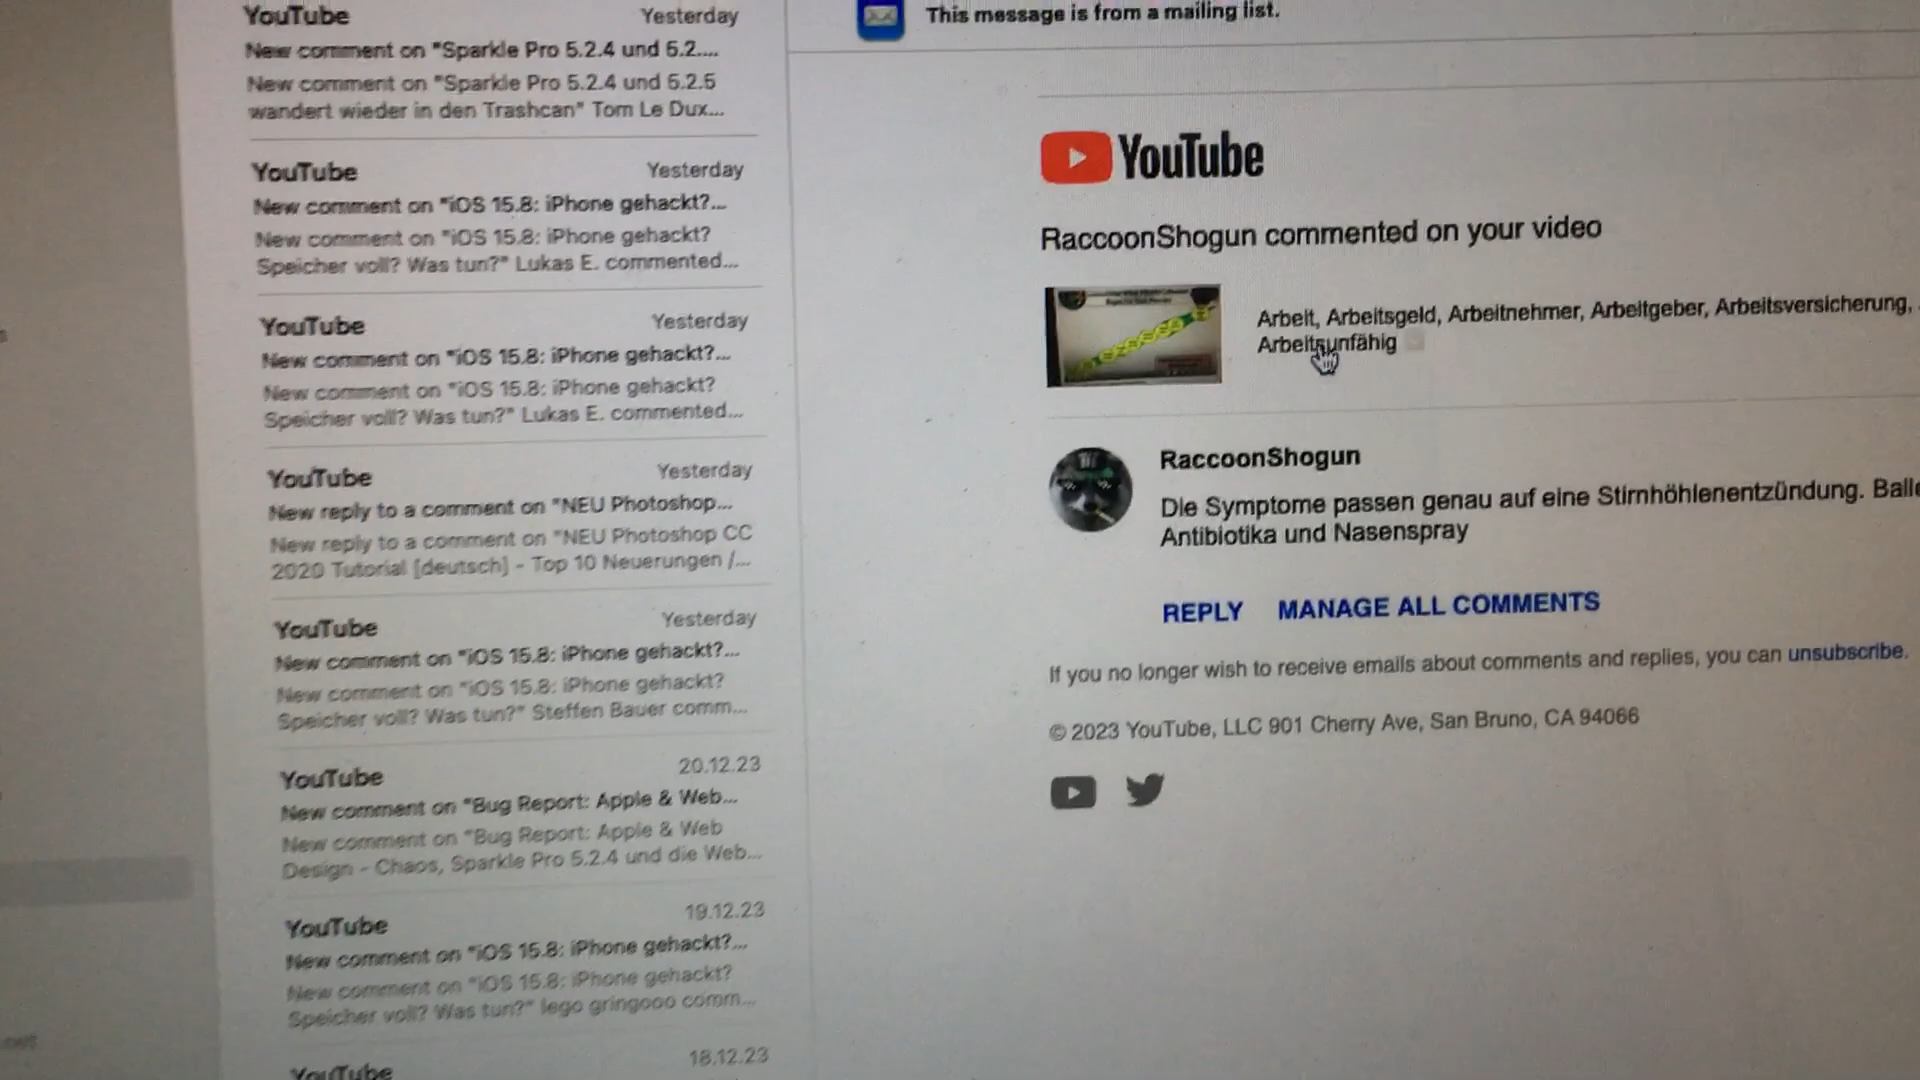 YouTube Yesterday
New comment on "Sparkle Pro 5.2.4 und 5.2....
New comment on "Sparkle Pro 5.2.4 und 5.2.5
wandert wieder in den Trashcan" Tom Le Dux...
YouTube Yesterday
New comment on "iOS 15.8: iPhone gehackt?...
New comment on "iOS 15.8: iPhone gehackt?
Speicher voll? Was tun?" Lukas E. commented...
YouTube Yesterday
New comment on "iOS 15.8: iPhone gehackt?...
New comment on "iOS 15.8: iPhone gehackt?
Speicher voll? Was tun?" Lukas E. commented...
YouTube Yesterday
New reply to a comment on "NEU Photoshop...
New reply to a comment on "NEU Photoshop CC
2020 Tutorial [deutsch] - Top 10 Neuerungen /...
YouTube Yesterday
New comment on "iOS 15.8: iPhone gehackt?...
New comment on "iOS 15.8: iPhone gehackt?
Speicher voll? Was tun?" Steffen Bauer comm...
YouTube 20.12.23
New comment on "Bug Report: Apple & Web...
New comment on "Bug Report: Apple & Web
Design - Chaos, Sparkle Pro 5.2.4 und die Web...
YouTube 19.12.23
New comment on "iOS 15.8: iPhone gehackt?...
New comment on "iOS 15.8: iPhone gehackt?
Speicher voll? Was tun?" lego gringooo comm...
YouTube 18.12.23
This message is from a mailing list.
YouTube
RaccoonShogun commented on your video
Arbeit, Arbeitsgeld, Arbeitnehmer, Arbeitgeber, Arbeitsversicherung,
Arbeitsunfähig
RaccoonShogun
Die Symptome passen genau auf eine Stirnhöhlenentzündung. Balle
Antibiotika und Nasenspray
REPLY MANAGE ALL COMMENTS
If you no longer wish to receive emails about comments and replies, you can unsubscribe.
© 2023 YouTube, LLC 901 Cherry Ave, San Bruno, CA 94066